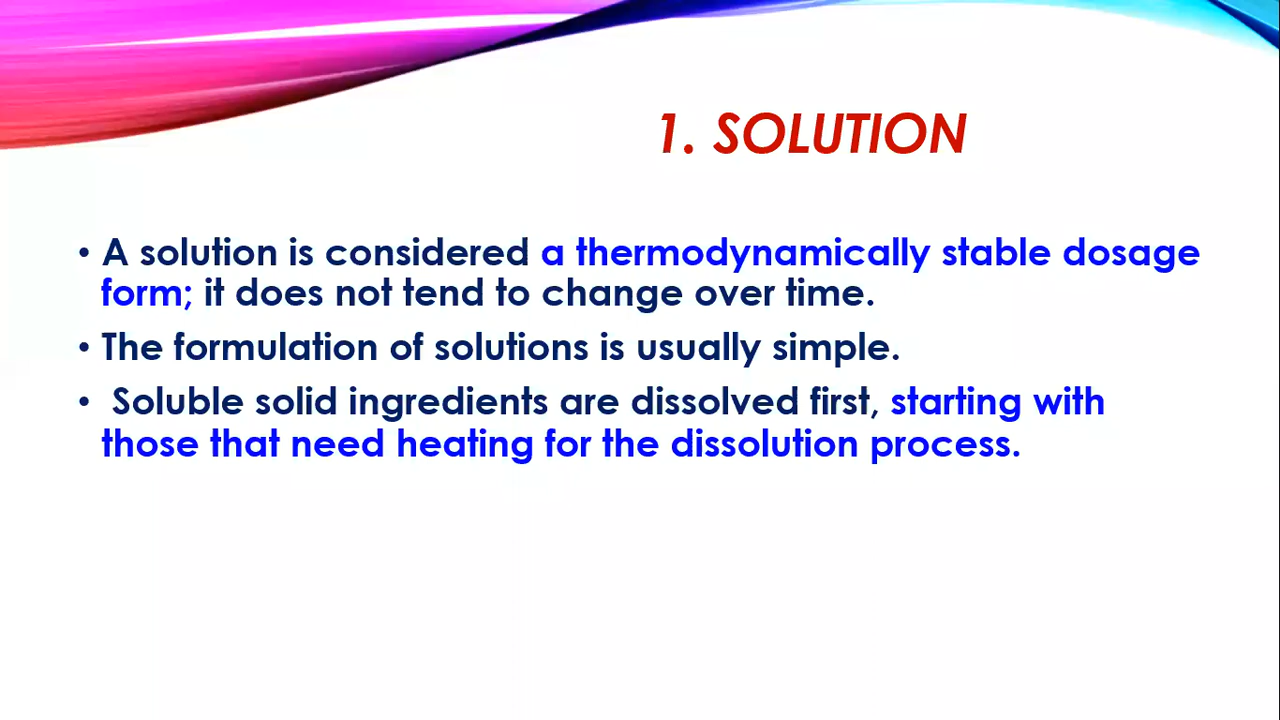 1. SOLUTION
• A solution is considered a thermodynamically stable dosage
form; it does not tend to change over time.
• The formulation of solutions is usually simple.
• Soluble solid ingredients are dissolved first, starting with
those that need heating for the dissolution process.